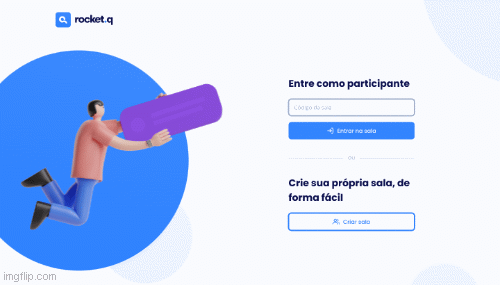 rocket.q
Entre como participante
Código da sala
Entrar na sala
ou
Crie sua própria sala, de
forma fácil
Criar sala
imgflip.com